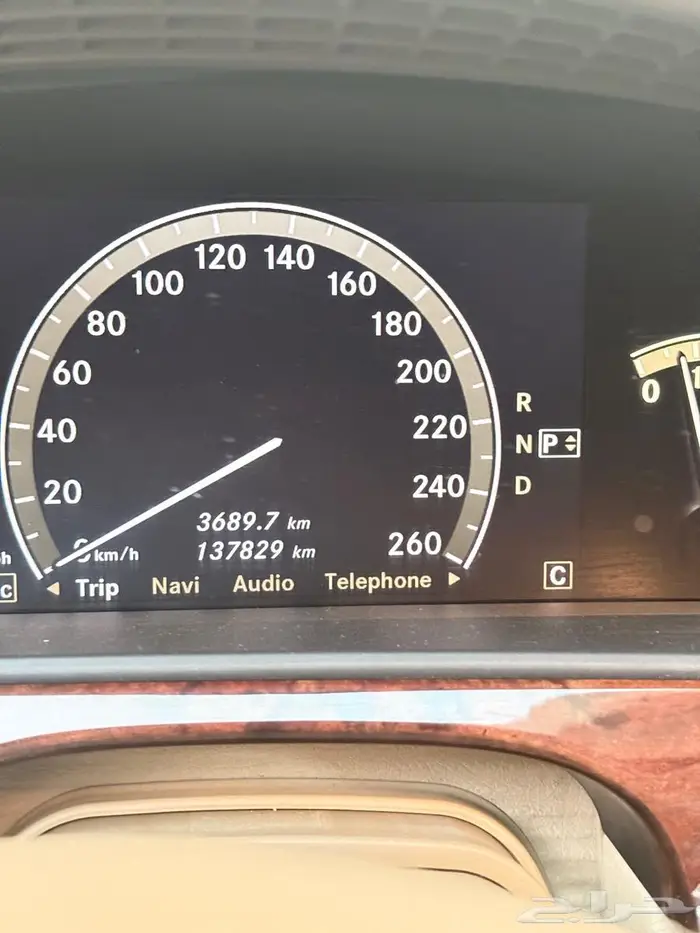 120 140
100 160
80 180
60 200
40 220
20 240
km/h 260
0
R
N P
D
3689.7 km
137829 km
Trip Navi Audio Telephone
C
C
حراج